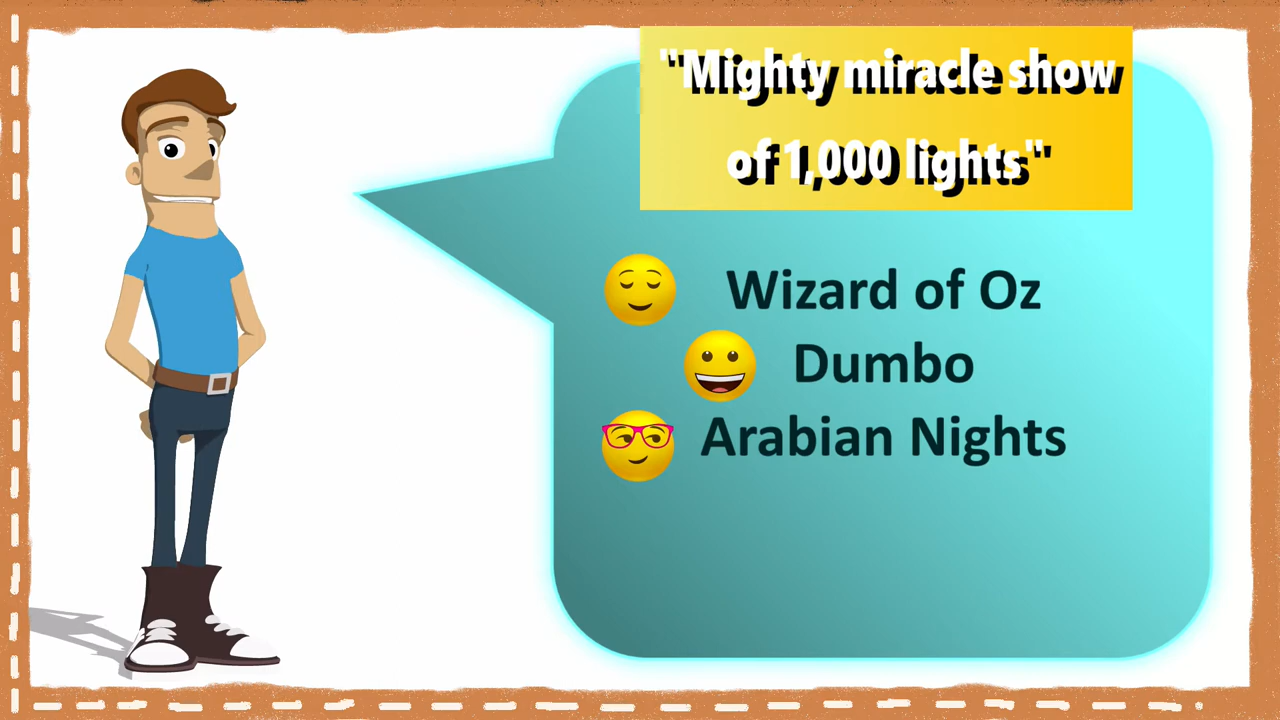 "Mighty miracle show
of 1,000 lights"
Wizard of Oz
Dumbo
Arabian Nights